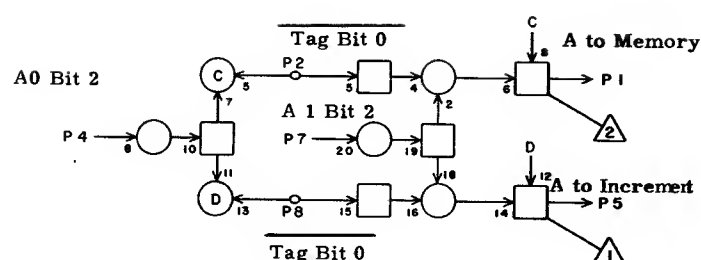 Tag Bit 0
C
A to Memory
P2
C
8
A0 Bit 2
5
5
4
6
P1
7
2
A 1 Bit 2
2
P4
8
10
P7
20
19
D
11
18
12
A to Increment
D
13
P8
15
16
14
P5
Tag Bit 0
1